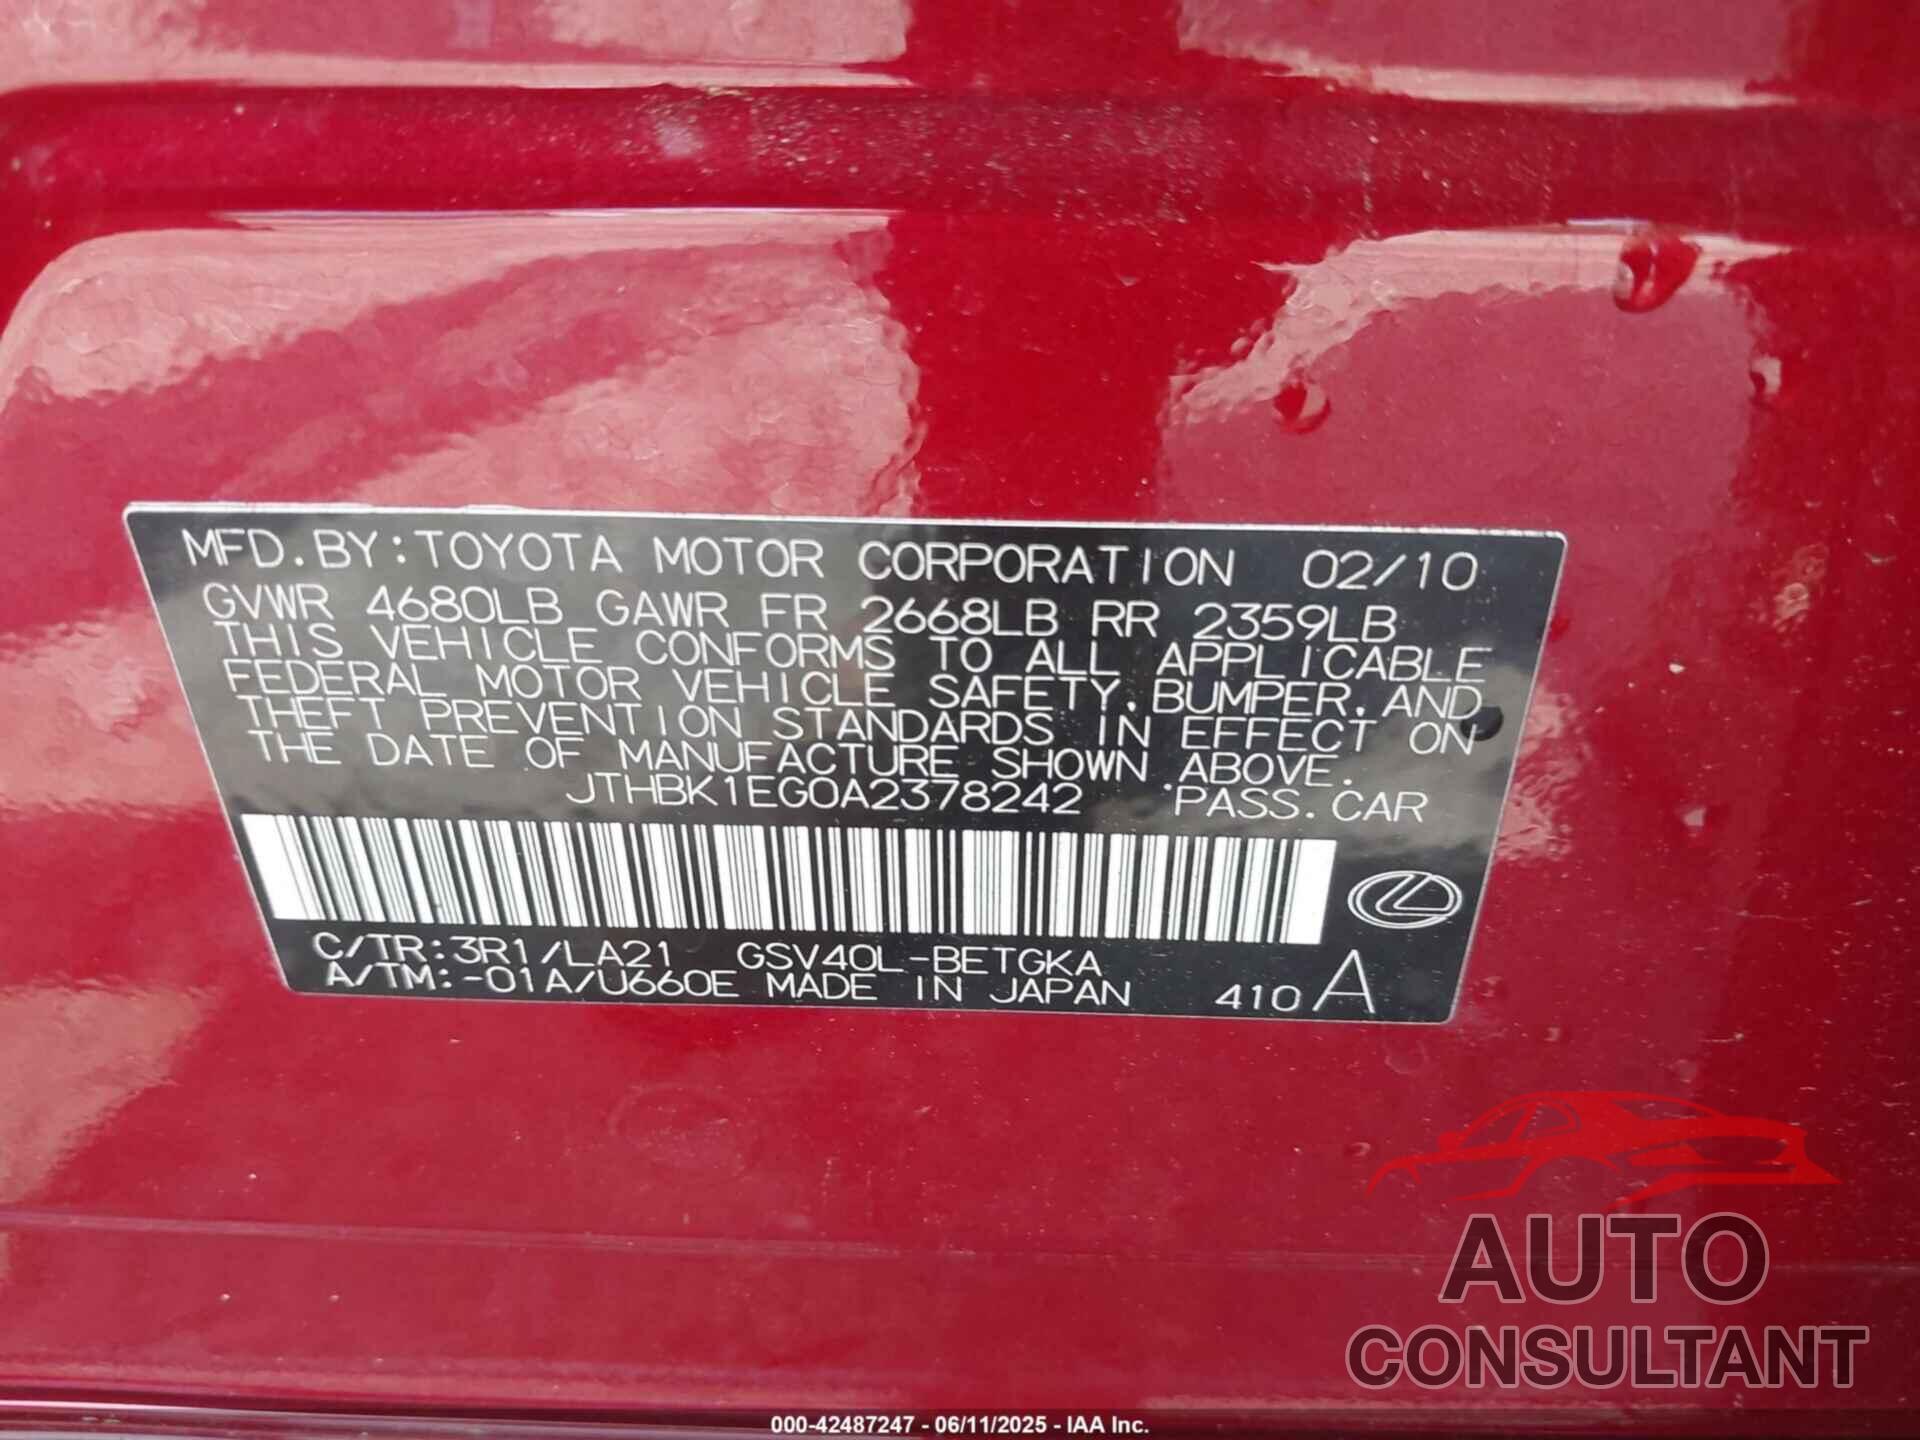 MFD.BY:TOYOTA MOTOR CORPORATION 02/10
GVWR 4680LB GAWR FR 2668LB RR 2359LB
THIS VEHICLE CONFORMS TO ALL APPLICABLE
FEDERAL MOTOR VEHICLE SAFETY,BUMPER,AND
THEFT PREVENTION STANDARDS IN EFFECT ON
THE DATE OF MANUFACTURE SHOWN ABOVE.
JTHBK1EG0A2378242 PASS.CAR
C/TR:3R1/LA21 GSV40L-BETGKA
A/TM:-01A/U660E MADE IN JAPAN 410 A
AUTO
CONSULTANT
000-42487247 - 06/11/2025 - IAA Inc.